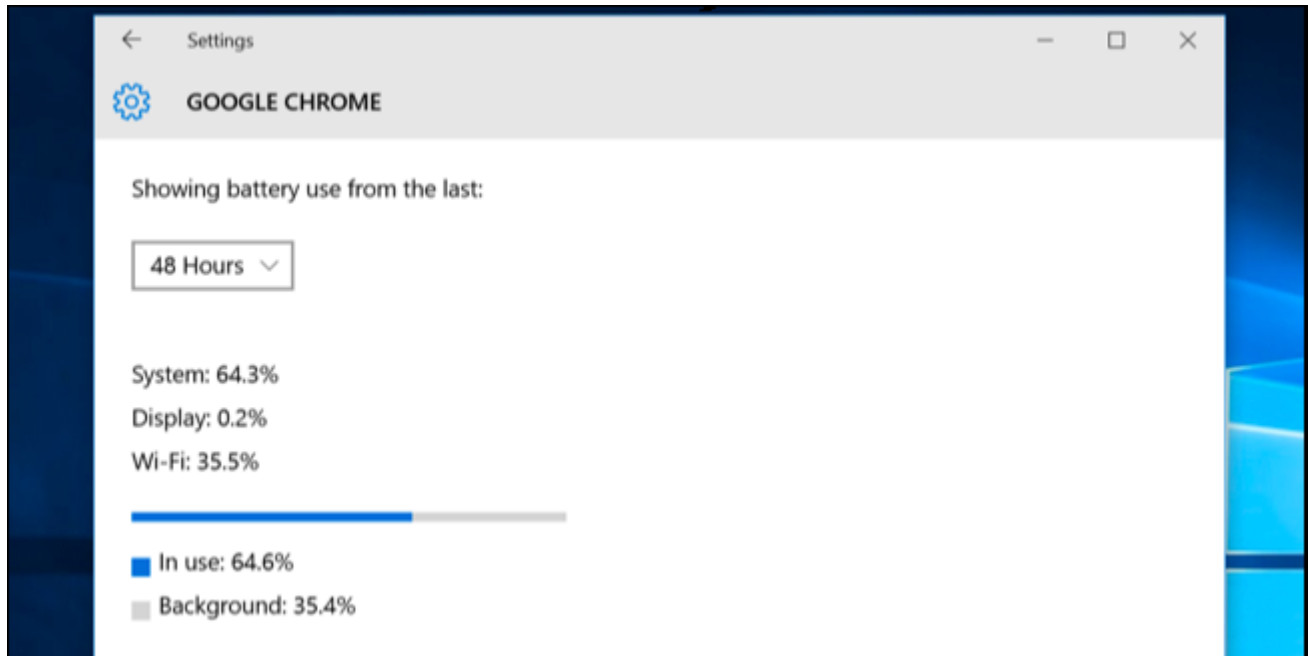 Settings
GOOGLE CHROME
Showing battery use from the last:
48 Hours
System: 64.3%
Display: 0.2%
Wi-Fi: 35.5%
In use: 64.6%
Background: 35.4%